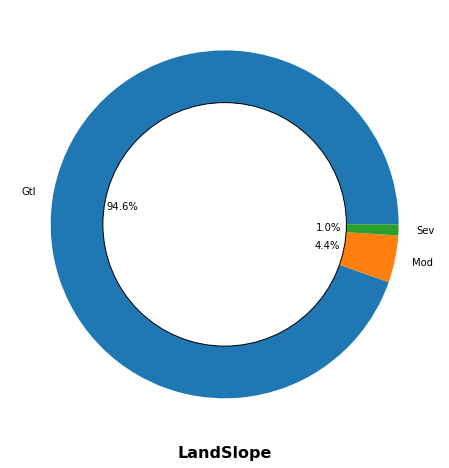 Gtl
94.6%
1.0%
Sev
4.4%
Mod
LandSlope